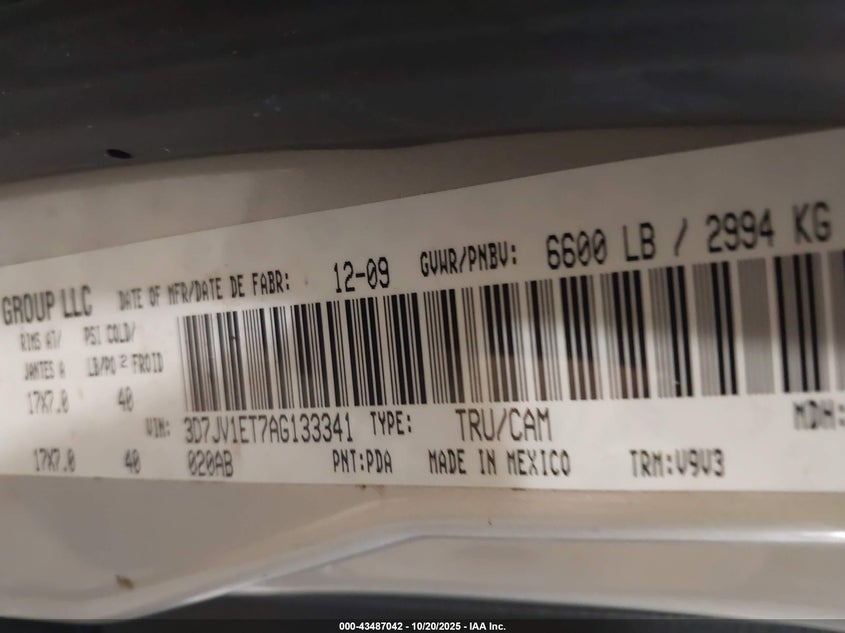 GROUP LLC DATE OF MFR/DATE DE FABR: 12-09 GVWR/PNBV: 6600 LB / 2994 KG
RIMS AT/ PSI COLD/
JANTES A LB/PO² FROID
17X7.0 40
VIN: 3D7JV1ET7AG133341 TYPE: TRU/CAM MDH:
17X7.0 40 020AB PNT:PDA MADE IN MEXICO TRM:V9V3
000-43487042 - 10/20/2025 - IAA Inc.